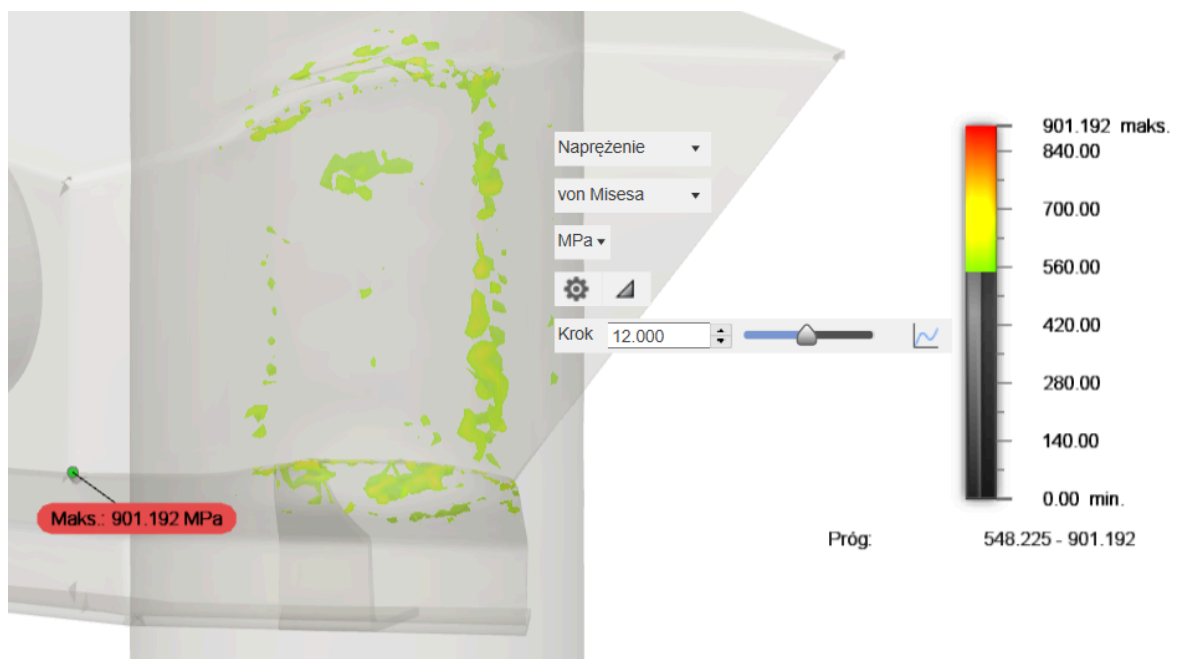 Naprężenie
von Misesa
MPa
Krok 12.000
Maks.: 901.192 MPa
901.192 maks.
840.00
700.00
560.00
420.00
280.00
140.00
0.00 min.
Próg: 548.225 - 901.192